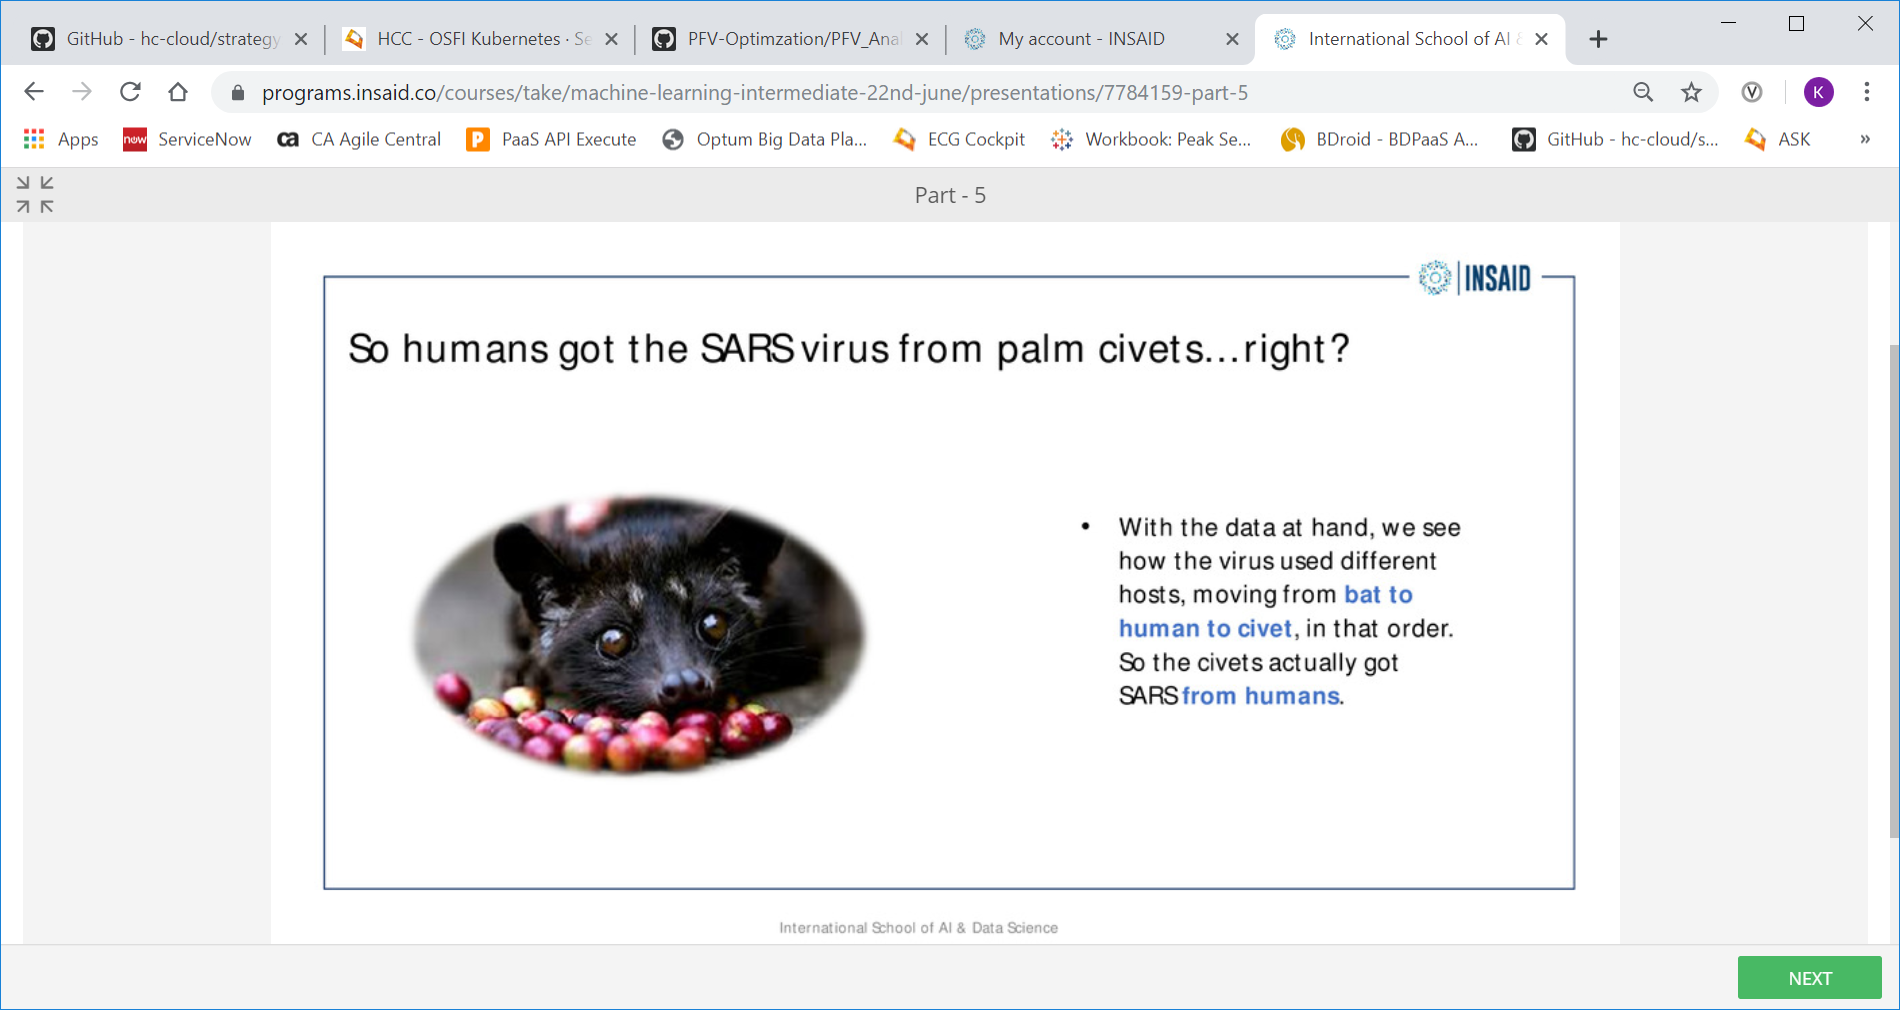 GitHub - hc-cloud/strategy
HCC - OSFI Kubernetes · Se
PFV-Optimzation/PFV_Anal
My account - INSAID
International School of AI &
programs.insaid.co/courses/take/machine-learning-intermediate-22nd-june/presentations/7784159-part-5
K
Apps
now
ServiceNow
ca
CA Agile Central
P
PaaS API Execute
Optum Big Data Pla...
ECG Cockpit
Workbook: Peak Se...
BDroid - BDPaaS A...
GitHub - hc-cloud/s...
ASK
»
Part - 5
INSAID
So humans got the SARS virus from palm civets...right?
• With the data at hand, we see
how the virus used different
hosts, moving from bat to
human to civet, in that order.
So the civets actually got
SARS from humans.
International School of AI & Data Science
NEXT